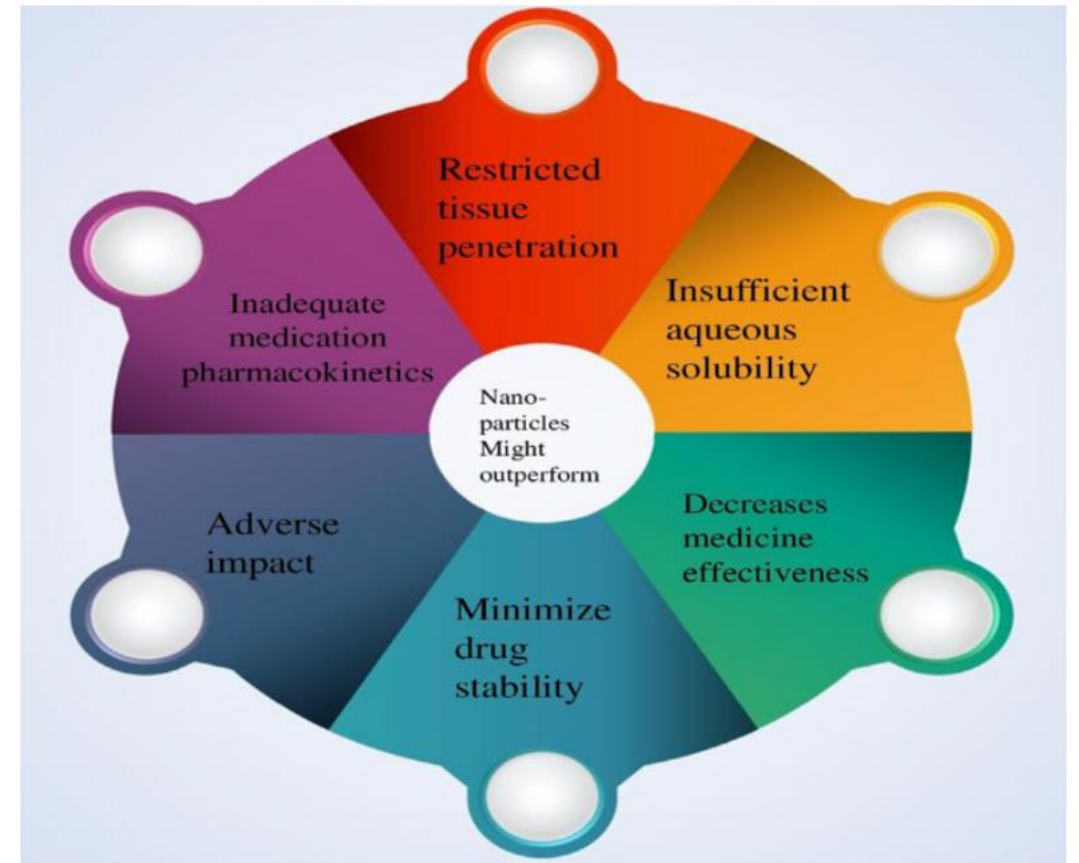 Restricted
tissue
penetration
Insufficient
aqueous
solubility
Decreases
medicine
effectiveness
Minimize
drug
stability
Adverse
impact
Inadequate
medication
pharmacokinetics
Nano-
particles
Might
outperform